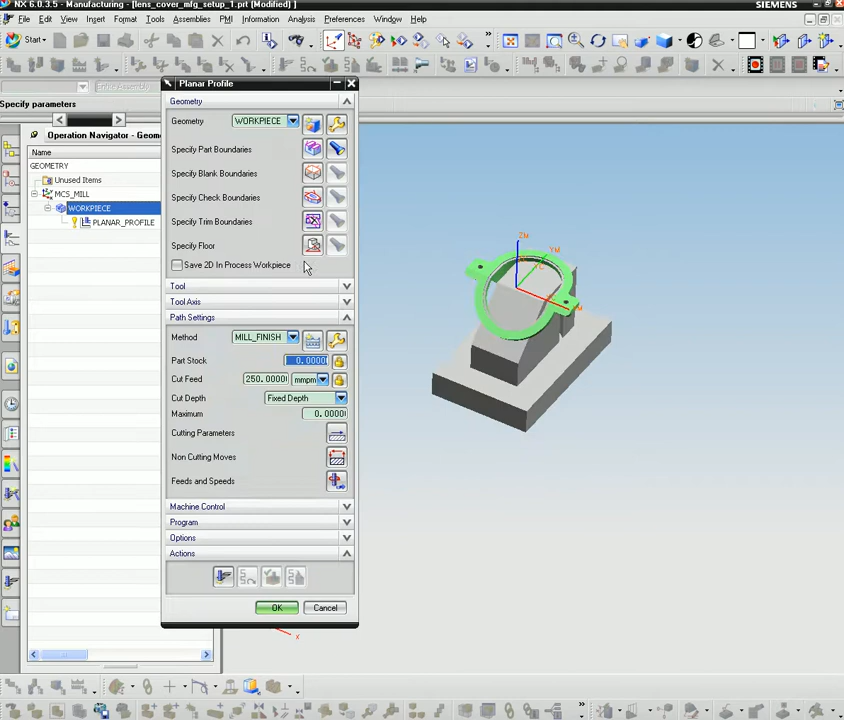 NX 6.0.3.5 - Manufacturing - [lens_cover_mfg_setup_1.prt (Modified) ]
SIEMENS
File Edit View Insert Format Tools Assemblies PMI Information Analysis Preferences Window Help
Start
Entire Assembly
Specify parameters
Planar Profile
Operation Navigator - Geom
Name
GEOMETRY
Unused Items
MCS_MILL
WORKPIECE
PLANAR_PROFILE
Geometry
Geometry WORKPIECE
Specify Part Boundaries
Specify Blank Boundaries
Specify Check Boundaries
Specify Trim Boundaries
Specify Floor
Save 2D In Process Workpiece
Tool
Tool Axis
Path Settings
Method MILL_FINISH
Part Stock 0.0000
Cut Feed 250.0000 mmpm
Cut Depth Fixed Depth
Maximum 0.0000
Cutting Parameters
Non Cutting Moves
Feeds and Speeds
Machine Control
Program
Options
Actions
OK Cancel
ZM
YM
YC
X